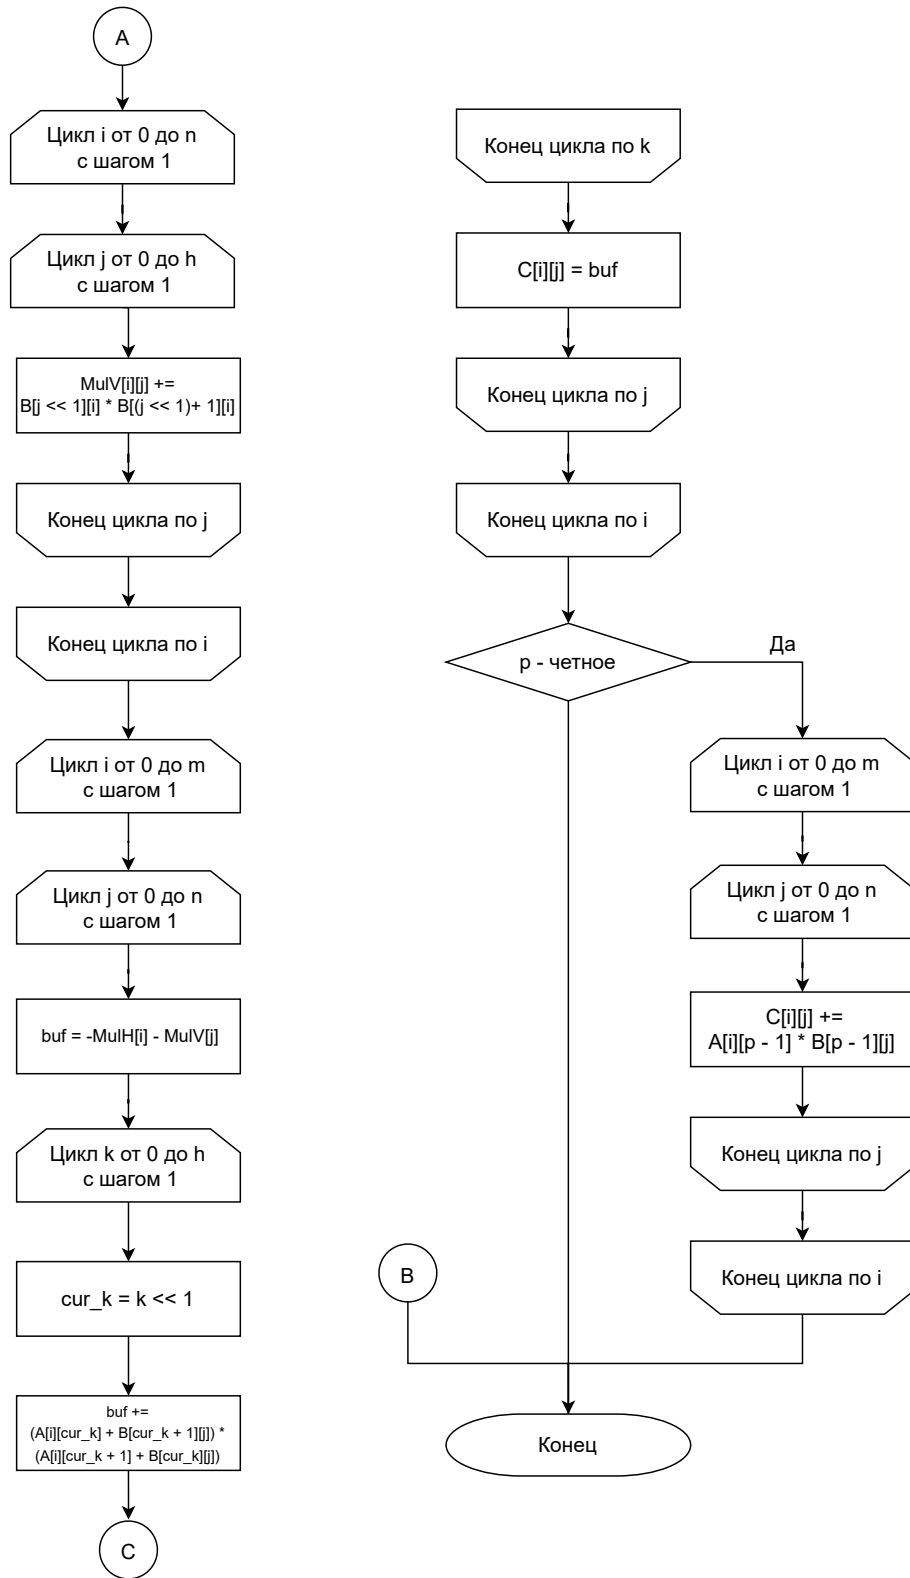 A
Цикл i от 0 до n
с шагом 1
Цикл j от 0 до h
с шагом 1
MulV[i][j] +=
B[j << 1][i] * B[(j << 1)+ 1][i]
Конец цикла по j
Конец цикла по i
Цикл i от 0 до m
с шагом 1
Цикл j от 0 до n
с шагом 1
buf = -MulH[i] - MulV[j]
Цикл k от 0 до h
с шагом 1
cur_k = k << 1
buf +=
(A[i][cur_k] + B[cur_k + 1][j]) *
(A[i][cur_k + 1] + B[cur_k][j])
C
Конец цикла по k
C[i][j] = buf
Конец цикла по j
Конец цикла по i
p - четное
Да
Цикл i от 0 до m
с шагом 1
Цикл j от 0 до n
с шагом 1
C[i][j] +=
A[i][p - 1] * B[p - 1][j]
Конец цикла по j
Конец цикла по i
B
Конец